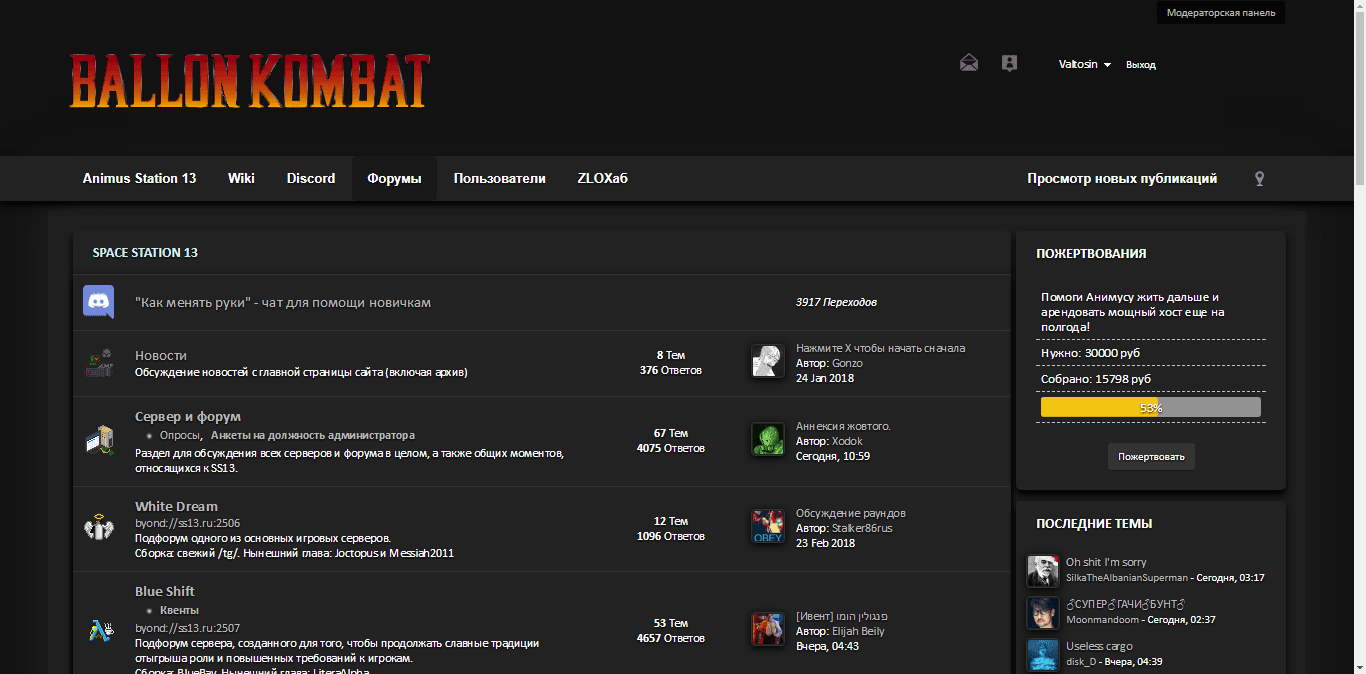 Модераторская панель
BALLON KOMBAT
Valtosin
Выход
Animus Station 13
Wiki
Discord
Форумы
Пользователи
ZLOХаб
Просмотр новых публикаций
SPACE STATION 13
"Как менять руки" - чат для помощи новичкам
3917 Переходов
Новости
Обсуждение новостей с главной страницы сайта (включая архив)
8 Тем
376 Ответов
Нажмите X чтобы начать сначала
Автор: Gonzo
24 Jan 2018
Сервер и форум
Опросы, Анкеты на должность администратора
Раздел для обсуждения всех серверов и форума в целом, а также общих моментов,
относящихся к SS13.
67 Тем
4075 Ответов
Аннексия жовтого.
Автор: Xodok
Сегодня, 10:59
White Dream
byond://ss13.ru:2506
Подфорум одного из основных игровых серверов.
Сборка: свежий /tg/. Нынешний глава: Joctopus и Messiah2011
12 Тем
1096 Ответов
OBEY
Обсуждение раундов
Автор: Stalker86rus
23 Feb 2018
Blue Shift
Квенты
byond://ss13.ru:2507
Подфорум сервера, созданного для того, чтобы продолжать славные традиции
отыгрыша роли и повышенных требований к игрокам.
Сборка: BlueBay. Нынешний глава: LiteraAlpha
53 Тем
4657 Ответов
[Ивент] פנגולין הומו
Автор: Elijah Beily
Вчера, 04:43
ПОЖЕРТВОВАНИЯ
Помоги Анимусу жить дальше и
арендовать мощный хост еще на
полгода!
Нужно: 30000 руб
Собрано: 15798 руб
53%
Пожертвовать
ПОСЛЕДНИЕ ТЕМЫ
Oh shit I'm sorry
SilkaTheAlbanianSuperman - Сегодня, 03:17
♂СУПЕР♂ГАЧИ♂БУНТ♂
Moonmandoom - Сегодня, 02:37
Useless cargo
disk_D - Вчера, 04:39